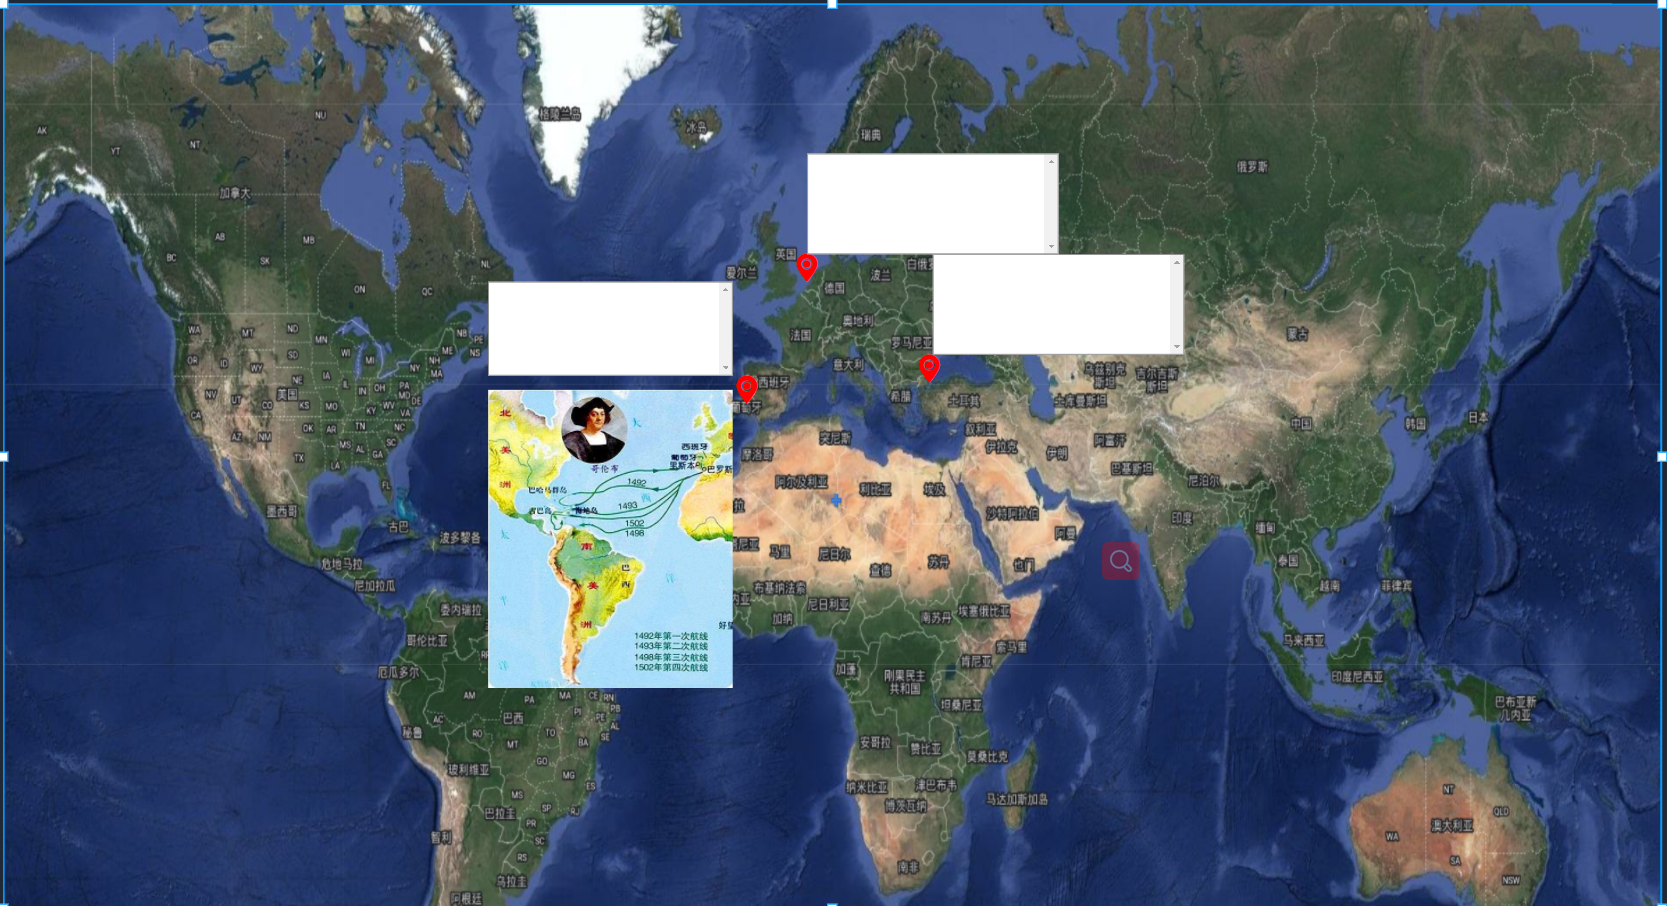 格陵兰岛
冰岛
瑞典
俄罗斯
AK
YT
NT
NU
加拿大
BC
AB
SK
MB
ON
QC
NL
NB
PE
NS
ME
NH
MA
NY
WA
MT
ND
MN
OR
ID
WY
SD
WI
MI
NV
UT
CO
NE
IA
IL
IN
OH
PA
MD
DE
美国
KS
MO
KY
WV
VA
CA
AZ
NM
OK
AR
TN
NC
MS
AL
GA
SC
TX
LA
FL
墨西哥
古巴
波多黎各
危地马拉
尼加拉瓜
委内瑞拉
哥伦比亚
厄瓜多尔
秘鲁
玻利维亚
巴西
巴拉圭
智利
乌拉圭
阿根廷
AM
PA
MA
CE
RN
PB
PI
PE
AL
SE
AC
RO
TO
BA
MT
GO
MG
ES
MS
SP
RJ
PR
SC
RS
英国
爱尔兰
德国
波兰
白俄
法国
奥地利
罗马尼亚
意大利
西班牙
葡萄牙
希腊
土耳其
乌兹别克
斯坦
吉尔吉斯
斯坦
土库曼斯坦
蒙古
中国
韩国
日本
突尼斯
摩洛哥
叙利亚
伊拉克
伊朗
阿富汗
巴基斯坦
尼泊尔
阿尔及利亚
利比亚
埃及
沙特阿拉伯
阿曼
也门
印度
缅甸
泰国
越南
菲律宾
马里
尼日尔
乍得
苏丹
布基纳法索
尼日利亚
加纳
南苏丹
埃塞俄比亚
索马里
肯尼亚
加蓬
刚果民主
共和国
坦桑尼亚
安哥拉
赞比亚
莫桑比克
纳米比亚
津巴布韦
博茨瓦纳
马达加斯加岛
南非
马来西亚
印度尼西亚
巴布亚新
几内亚
NT
QLD
WA
澳大利亚
SA
NSW
北
美
洲
哥伦布
西班牙
葡萄牙
里斯本
巴罗斯
巴哈马群岛
古巴岛
海地岛
1492
1493
1502
1498
西
洋
南
美
洲
巴
西
好望
1492年第一次航线
1493年第二次航线
1498年第三次航线
1502年第四次航线